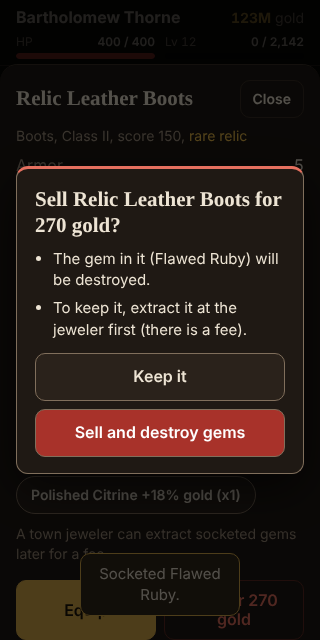 Bartholomew Thorne 123M gold
HP 400 / 400 Lv 12 0 / 2,142
Relic Leather Boots Close
Boots, Class II, score 150, rare relic
Armor 5
Sell Relic Leather Boots for
270 gold?
• The gem in it (Flawed Ruby) will
be destroyed.
• To keep it, extract it at the
jeweler first (there is a fee).
Keep it
Sell and destroy gems
Polished Citrine +18% gold (x1)
A town jeweler can extract socketed gems
later for a fee.
Socketed Flawed
Ruby.
270
gold